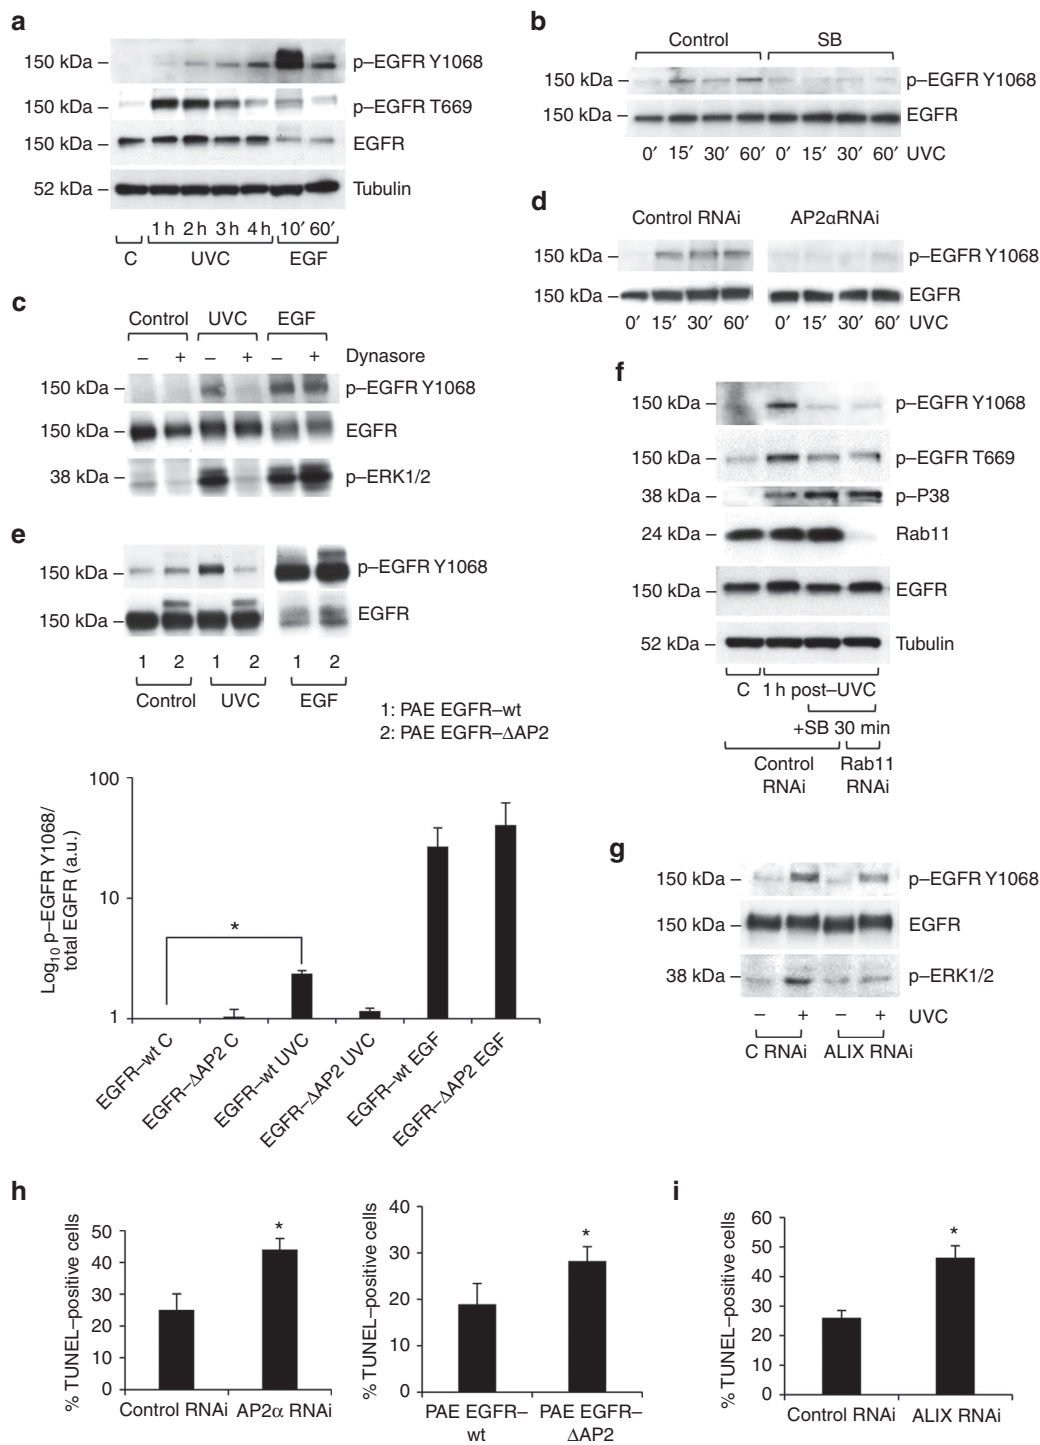 a
150 kDa – p–EGFR Y1068
150 kDa – p–EGFR T669
150 kDa – EGFR
52 kDa – Tubulin
1 h 2 h 3 h 4 h 10′ 60′
C UVC EGF
b
Control SB
150 kDa – p–EGFR Y1068
150 kDa – EGFR
0′ 15′ 30′ 60′ 0′ 15′ 30′ 60′ UVC
c
Control UVC EGF
– + – + – + Dynasore
150 kDa – p–EGFR Y1068
150 kDa – EGFR
38 kDa – p–ERK1/2
d
Control RNAi AP2αRNAi
150 kDa – p–EGFR Y1068
150 kDa – EGFR
0′ 15′ 30′ 60′ 0′ 15′ 30′ 60′ UVC
e
150 kDa – p–EGFR Y1068
150 kDa – EGFR
1 2 1 2 1 2
Control UVC EGF
1: PAE EGFR–wt
2: PAE EGFR–ΔAP2
Log10 p–EGFR Y1068/
total EGFR (a.u.)
100
10
1
*
EGFR–wt C
EGFR–ΔAP2 C
EGFR–wt UVC
EGFR–ΔAP2 UVC
EGFR–wt EGF
EGFR–ΔAP2 EGF
f
150 kDa – p–EGFR Y1068
150 kDa – p–EGFR T669
38 kDa – p–P38
24 kDa – Rab11
150 kDa – EGFR
52 kDa – Tubulin
C 1 h post–UVC
+SB 30 min
Control RNAi
Rab11 RNAi
g
150 kDa – p–EGFR Y1068
150 kDa – EGFR
38 kDa – p–ERK1/2
– + – + UVC
C RNAi ALIX RNAi
h
% TUNEL–positive cells
50
40
30
20
10
0
*
Control RNAi AP2α RNAi
% TUNEL–positive cells
40
30
20
10
0
*
PAE EGFR–wt
PAE EGFR–ΔAP2
i
% TUNEL–positive cells
60
50
40
30
20
10
0
*
Control RNAi ALIX RNAi